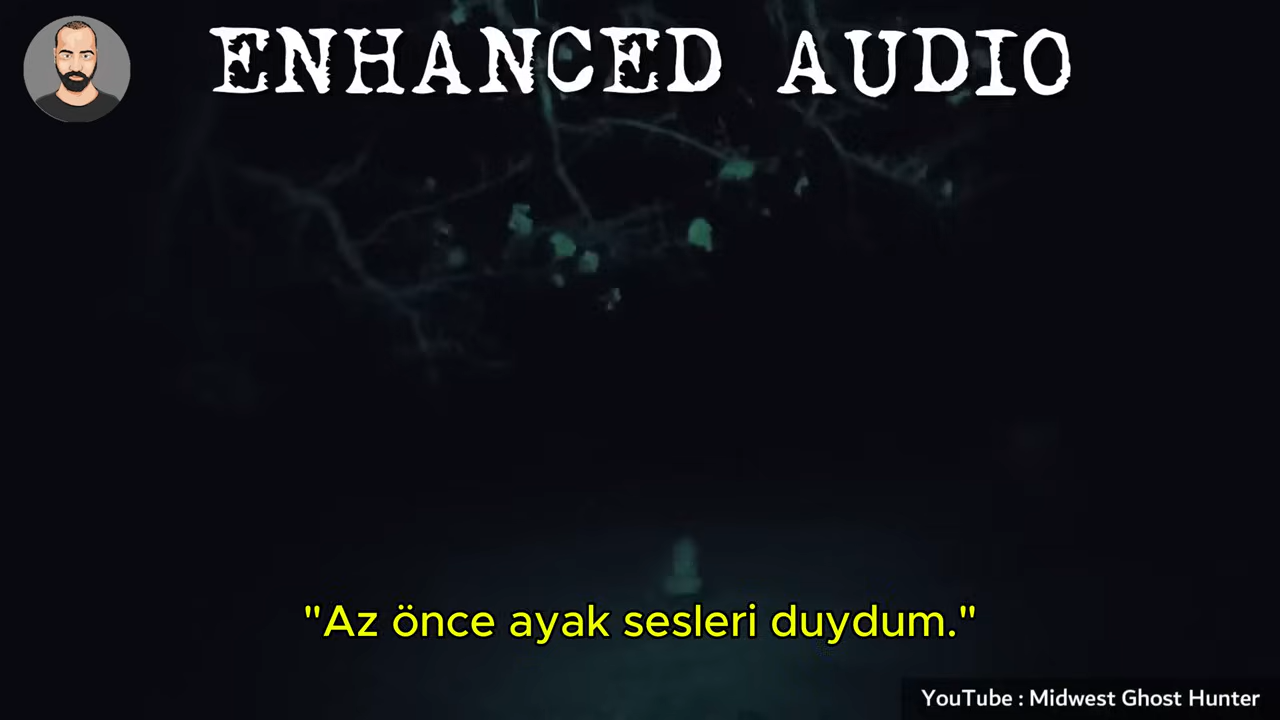 ENHANCED AUDIO
"Az önce ayak sesleri duydum."
YouTube : Midwest Ghost Hunter